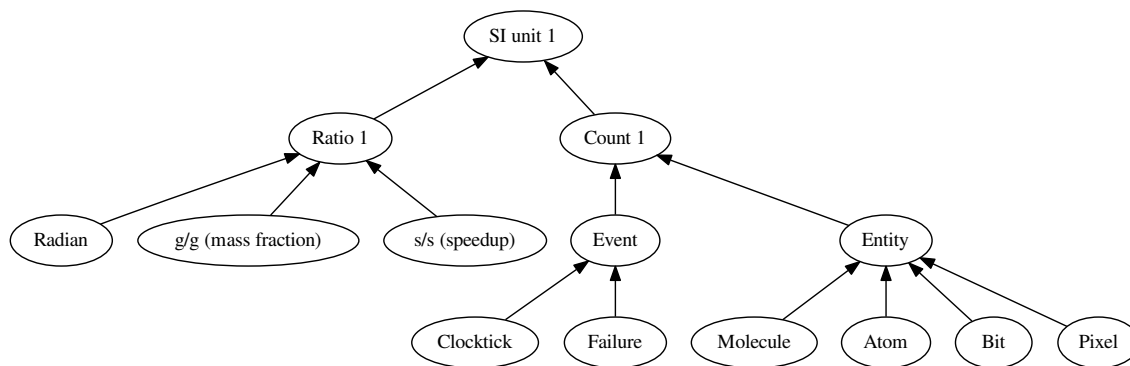 SI unit 1
Ratio 1
Count 1
Radian
g/g (mass fraction)
s/s (speedup)
Event
Entity
Clocktick
Failure
Molecule
Atom
Bit
Pixel